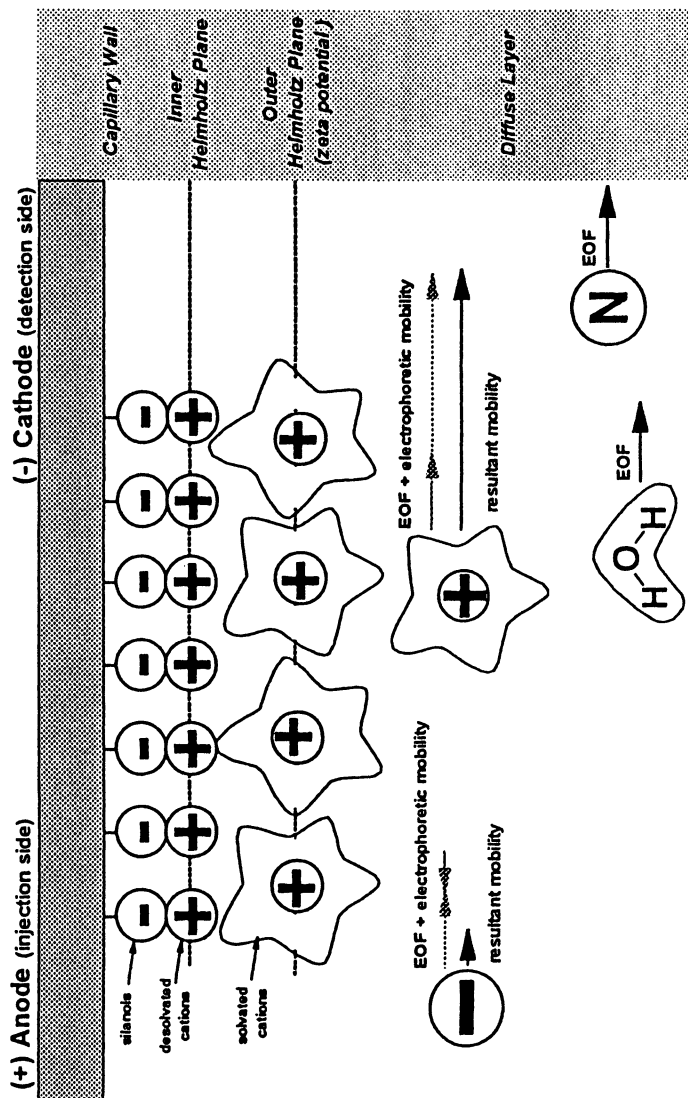 (+) Anode (injection side)
(-) Cathode (detection side)
Capillary Wall
Inner
Helmholtz Plane
Outer
Helmholtz Plane
(zeta potential)
Diffuse Layer
silanols
desolvated
cations
solvated
cations
-
-
-
-
-
-
-
+
+
+
+
+
+
+
+
+
+
+
EOF + electrophoretic mobility
-
resultant mobility
EOF + electrophoretic mobility
+
resultant mobility
H O H
EOF
N
EOF